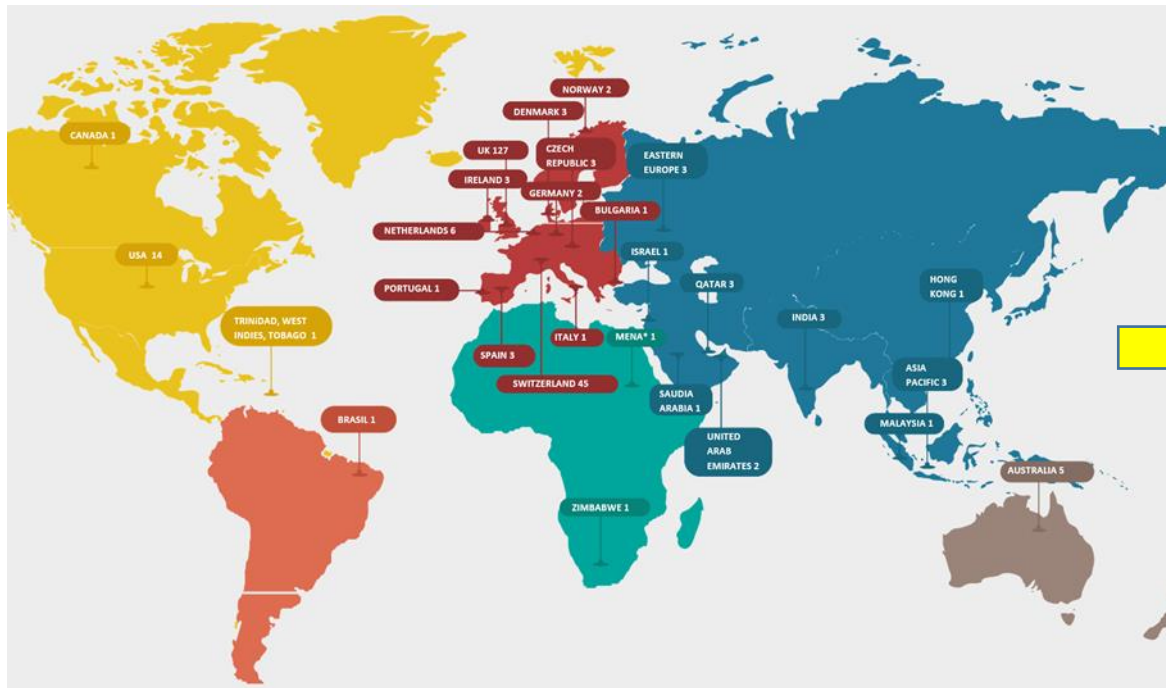 NORWAY 2
DENMARK 3
CANADA 1
UK 127
CZECH
REPUBLIC 3
EASTERN
EUROPE 3
IRELAND 3
GERMANY 2
BULGARIA 1
NETHERLANDS 6
USA 14
ISRAEL 1
QATAR 3
HONG
KONG 1
PORTUGAL 1
TRINIDAD, WEST
INDIES, TOBAGO 1
INDIA 3
ITALY 1
MENA* 1
SPAIN 3
SWITZERLAND 45
ASIA
PACIFIC 3
SAUDIA
ARABIA 1
BRASIL 1
MALAYSIA 1
UNITED
ARAB
EMIRATES 2
AUSTRALIA 5
ZIMBABWE 1